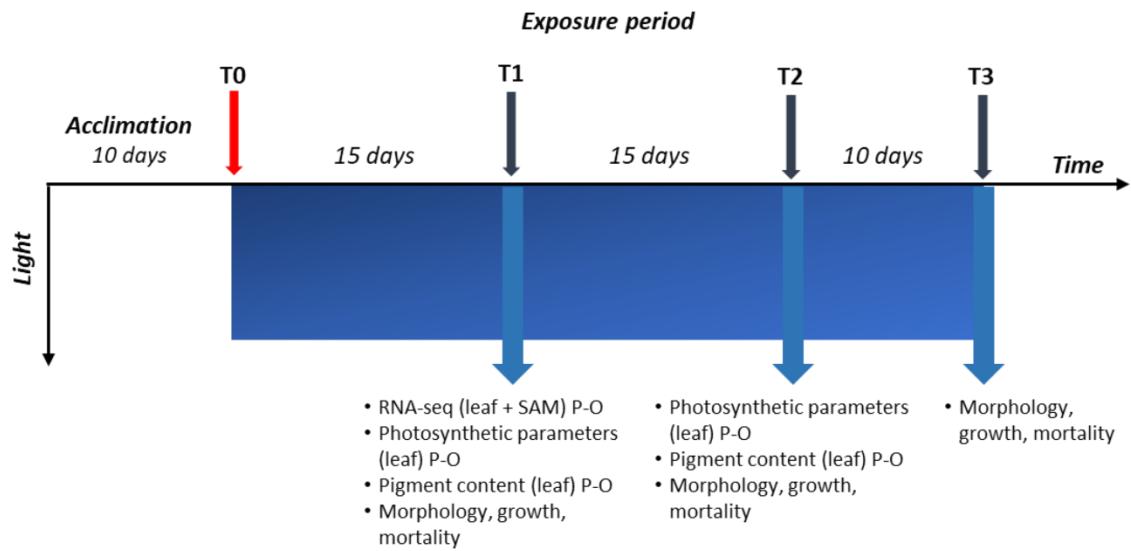 Exposure period
T0
T1
T2
T3
Acclimation
10 days
15 days
15 days
10 days
Time
Light
• RNA-seq (leaf + SAM) P-O
• Photosynthetic parameters
(leaf) P-O
• Pigment content (leaf) P-O
• Morphology, growth,
mortality
• Photosynthetic parameters
(leaf) P-O
• Pigment content (leaf) P-O
• Morphology, growth,
mortality
• Morphology,
growth, mortality